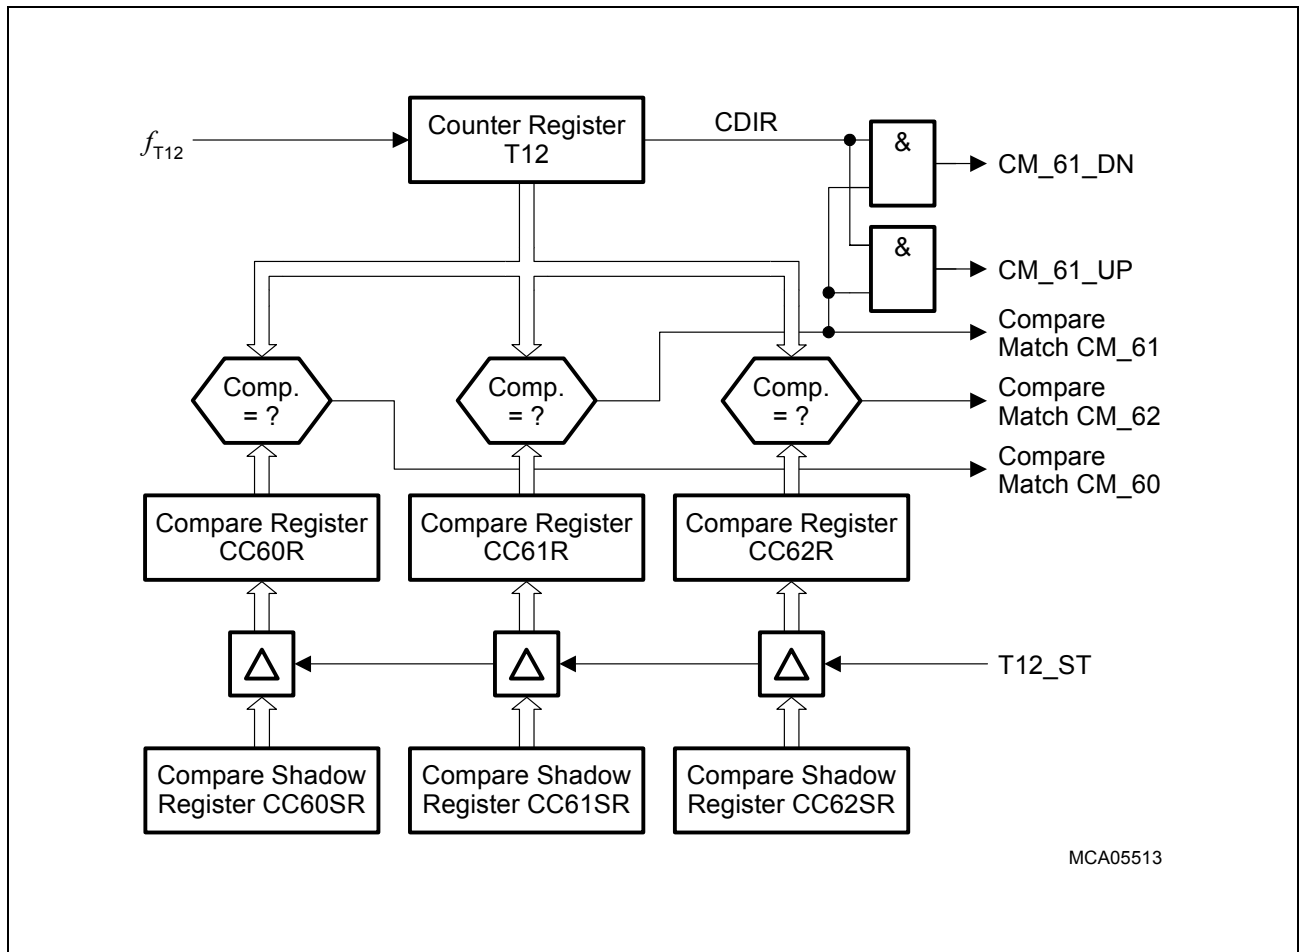 Counter Register
T12
CDIR
f T12
&
CM_61_DN
&
CM_61_UP
Compare
Match CM_61
Comp.
= ?
Comp.
= ?
Comp.
= ?
Compare
Match CM_62
Compare
Match CM_60
Compare Register
CC60R
Compare Register
CC61R
Compare Register
CC62R
T12_ST
Compare Shadow
Register CC60SR
Compare Shadow
Register CC61SR
Compare Shadow
Register CC62SR
MCA05513